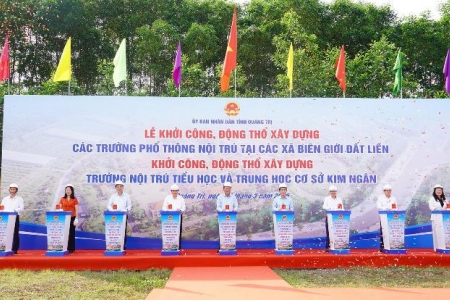 ỦY BAN NHÂN DÂN TỈNH QUẢNG TRỊ
LỄ KHỞI CÔNG, ĐỘNG THỔ XÂY DỰNG
CÁC TRƯỜNG PHỔ THÔNG NỘI TRÚ TẠI CÁC XÃ BIÊN GIỚI ĐẤT LIỀN
KHỞI CÔNG, ĐỘNG THỔ XÂY DỰNG
TRƯỜNG NỘI TRÚ TIỂU HỌC VÀ TRUNG HỌC CƠ SỞ KIM NGÂN